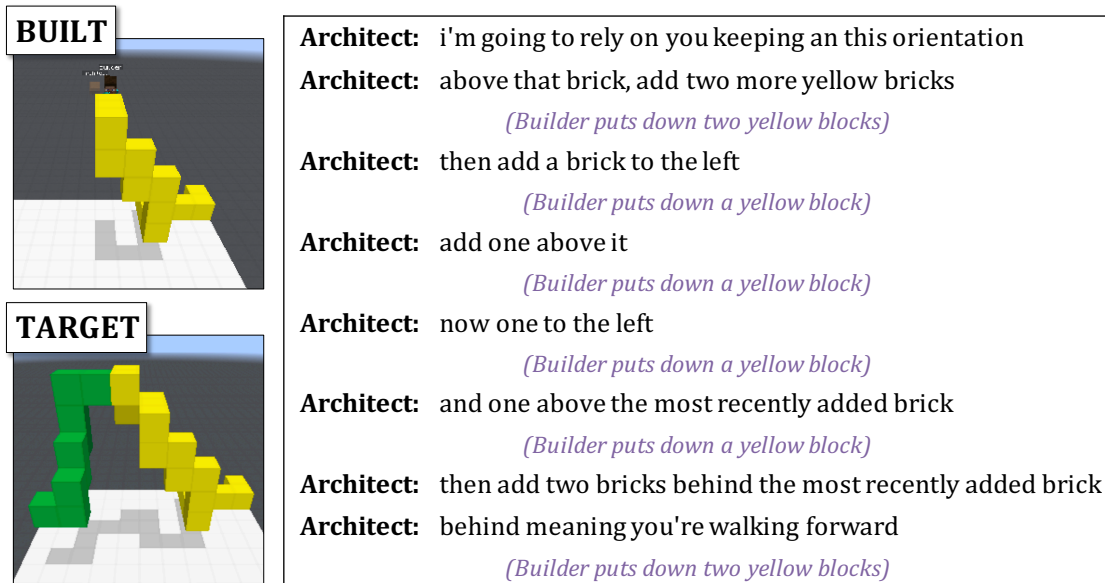 BUILT
Builder
Architect: i'm going to rely on you keeping an this orientation
Architect: above that brick, add two more yellow bricks
(Builder puts down two yellow blocks)
Architect: then add a brick to the left
(Builder puts down a yellow block)
Architect: add one above it
(Builder puts down a yellow block)
TARGET
Architect: now one to the left
(Builder puts down a yellow block)
Architect: and one above the most recently added brick
(Builder puts down a yellow block)
Architect: then add two bricks behind the most recently added brick
Architect: behind meaning you're walking forward
(Builder puts down two yellow blocks)